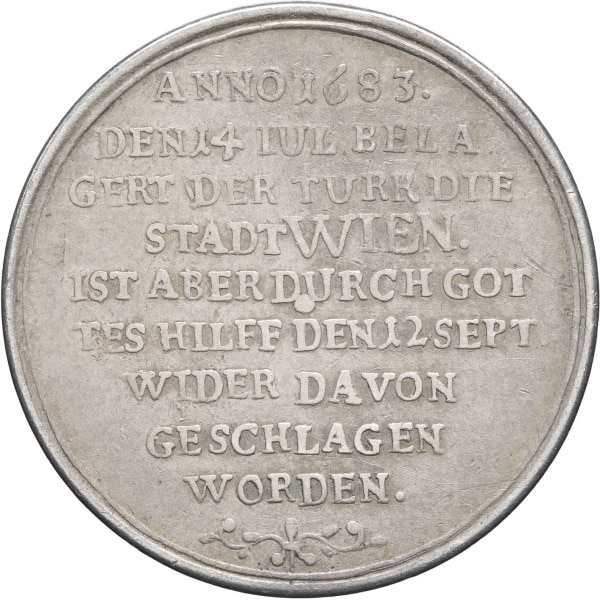 ANNO 1683.
DEN 14 IUL BELA
GERT DER TURK DIE
STADT WIEN.
IST ABER DURCH GOT
TES HILFF DEN 12 SEPT
WIDER DAVON
GESCHLAGEN
WORDEN.